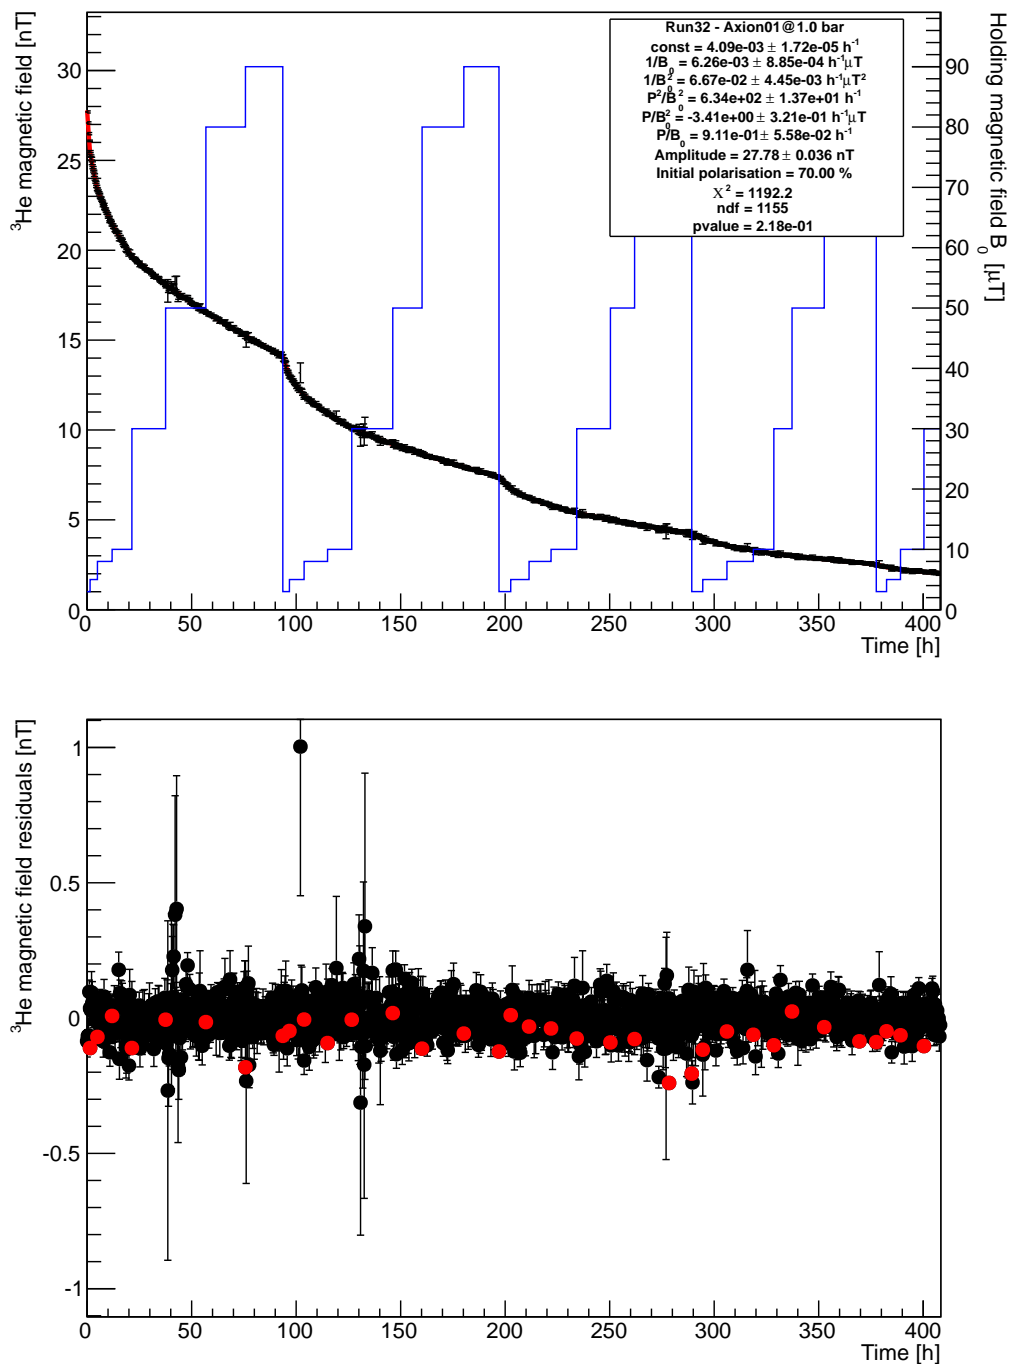 ³He magnetic field [nT]
30
25
20
15
10
5
0
Run32 - Axion01@1.0 bar
const = 4.09e-03 ± 1.72e-05 h⁻¹
1/B₀ = 6.26e-03 ± 8.85e-04 h⁻¹μT
1/B₀² = 6.67e-02 ± 4.45e-03 h⁻¹μT²
P²/B₀² = 6.34e+02 ± 1.37e+01 h⁻¹
P/B₀² = -3.41e+00 ± 3.21e-01 h⁻¹μT
P/B₀ = 9.11e-01 ± 5.58e-02 h⁻¹
Amplitude = 27.78 ± 0.036 nT
Initial polarisation = 70.00 %
Χ² = 1192.2
ndf = 1155
pvalue = 2.18e-01
Holding magnetic field B₀ [μT]
90
80
70
60
50
40
30
20
10
0
0 50 100 150 200 250 300 350 400
Time [h]
³He magnetic field residuals [nT]
1
0.5
0
-0.5
-1
0 50 100 150 200 250 300 350 400
Time [h]